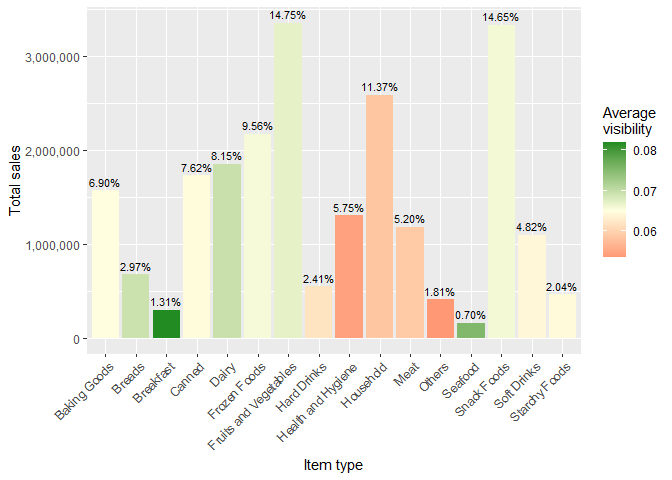 14.75%
14.65%
11.37%
9.56%
8.15%
7.62%
6.90%
5.75%
5.20%
4.82%
2.97%
2.41%
2.04%
1.81%
1.31%
0.70%
3,000,000
2,000,000
1,000,000
0
Total sales
Baking Goods
Breads
Breakfast
Canned
Dairy
Frozen Foods
Fruits and Vegetables
Hard Drinks
Health and Hygiene
Household
Meat
Others
Seafood
Snack Foods
Soft Drinks
Starchy Foods
Item type
Average
visibility
0.08
0.07
0.06